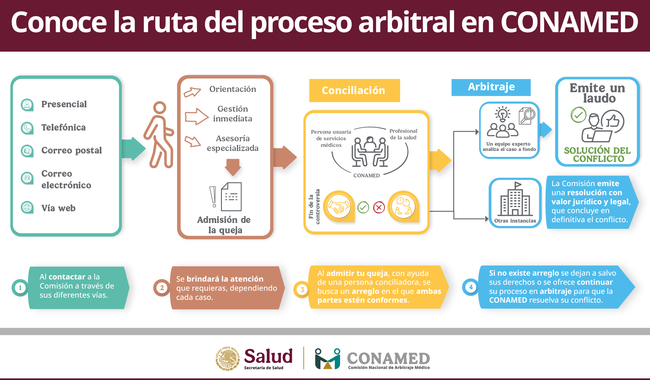 Conoce la ruta del proceso arbitral en CONAMED
Presencial
Telefónica
Correo postal
Correo
electrónico
Vía web
Orientación
Gestión
inmediata
Asesoría
especializada
Admisión de
la queja
Conciliación
Persona usuaria
de servicios
médicos
Profesional
de la salud
CONAMED
Fin de la
controversia
Arbitraje
Un equipo experto
analiza el caso a fondo
Otras instancias
Emite un
laudo
SOLUCIÓN DEL
CONFLICTO
La Comisión emite
una resolución con
valor jurídico y legal,
que concluye en
definitiva el conflicto.
1
Al contactar a la
Comisión a través de
sus diferentes vías.
2
Se brindará la atención
que requieras, dependiendo
cada caso.
3
Al admitir tu queja, con ayuda
de una persona conciliadora, se
busca un arreglo en el que ambas
partes estén conformes.
4
Si no existe arreglo se dejan a salvo
sus derechos o se ofrece continuar
su proceso en arbitraje para que la
CONAMED resuelva su conflicto.
Salud
Secretaría de Salud
CONAMED
Comisión Nacional de Arbitraje Médico